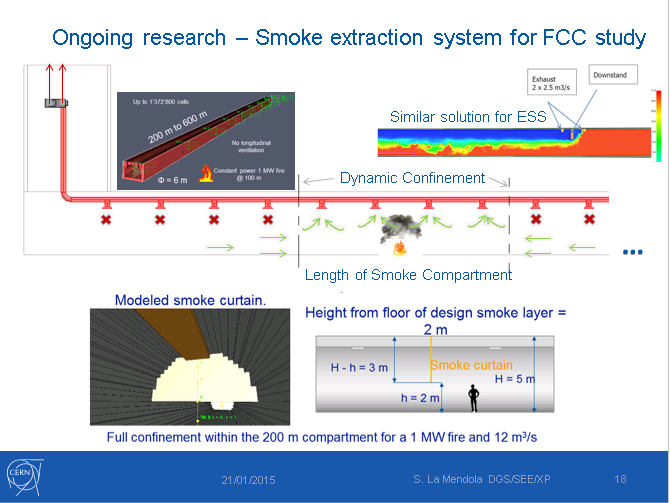 Ongoing research – Smoke extraction system for FCC study
Up to 1'372'800 cells
200 m to 600 m
No longitudinal
ventilation
Constant power 1 MW fire
@ 100 m
Φ = 6 m
Exhaust
2 x 2.5 m3/s
Downstand
Similar solution for ESS
Dynamic Confinement
...
Length of Smoke Compartment
Modeled smoke curtain.
Height from floor of design smoke layer =
2 m
H - h = 3 m
Smoke curtain
H = 5 m
h = 2 m
Full confinement within the 200 m compartment for a 1 MW fire and 12 m³/s
CERN
21/01/2015
S. La Mendola DGS/SEE/XP
18